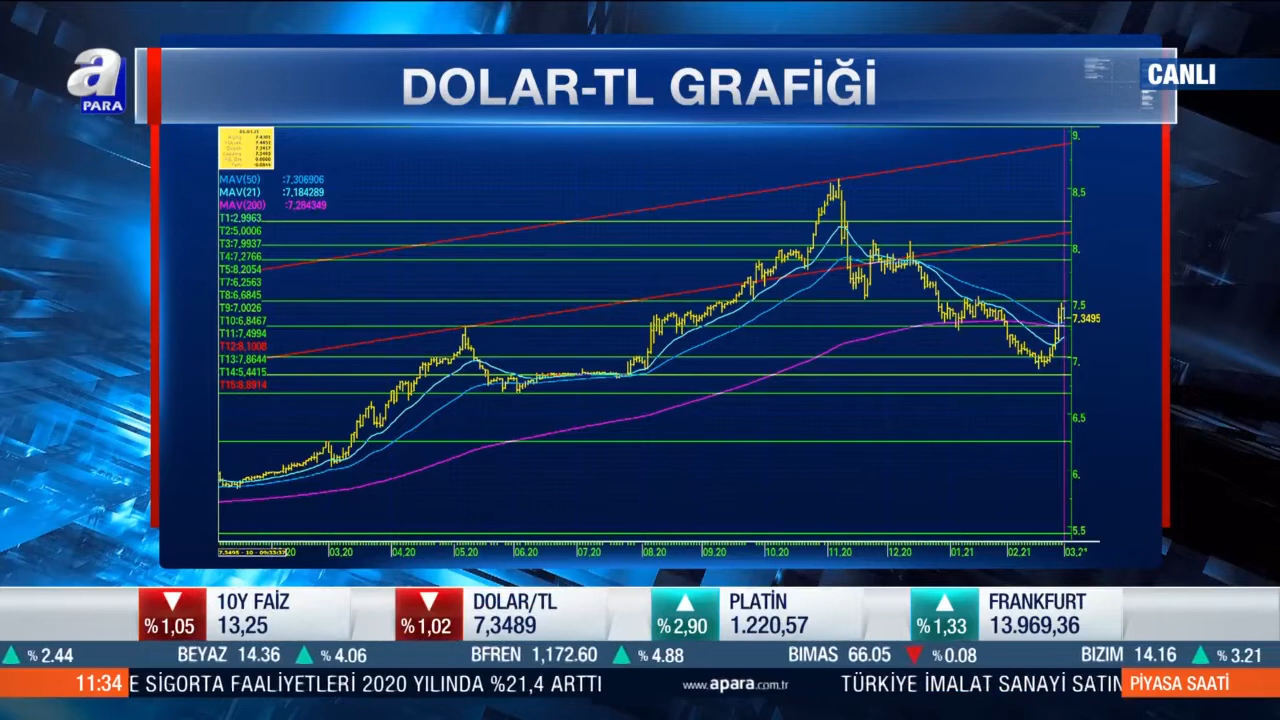 a
PARA
DOLAR-TL GRAFİĞİ
CANLI
MAV(50) :7,306906
MAV(21) :7,184289
MAV(200) :7,284349
T1:2,9963
T2:5,0006
T3:7,9937
T4:7,2766
T5:8,2054
T7:6,2563
T8:6,6845
T9:7,0026
T10:6,8467
T11:7,4994
T12:8,1008
T13:7,8644
T14:5,4415
T15:8,8914
9,
8,5
8,
7,5
7,3495
7,
6,5
6,
5,5
03,20 04,20 05,20 06,20 07,20 08,20 09,20 10,20 11,20 12,20 01,21 02,21
%1,05 10Y FAİZ 13,25
%1,02 DOLAR/TL 7,3489
%2,90 PLATİN 1.220,57
%1,33 FRANKFURT 13.969,36
%2.44 BEYAZ 14.36 %4.06 BFREN 1,172.60 %4.88 BIMAS 66.05 %0.08 BIZIM 14.16 %3.21
11:34 E SİGORTA FAALİYETLERİ 2020 YILINDA %21,4 ARTTI www.apara.com.tr TÜRKİYE İMALAT SANAYİ SATIN PİYASA SAATİ